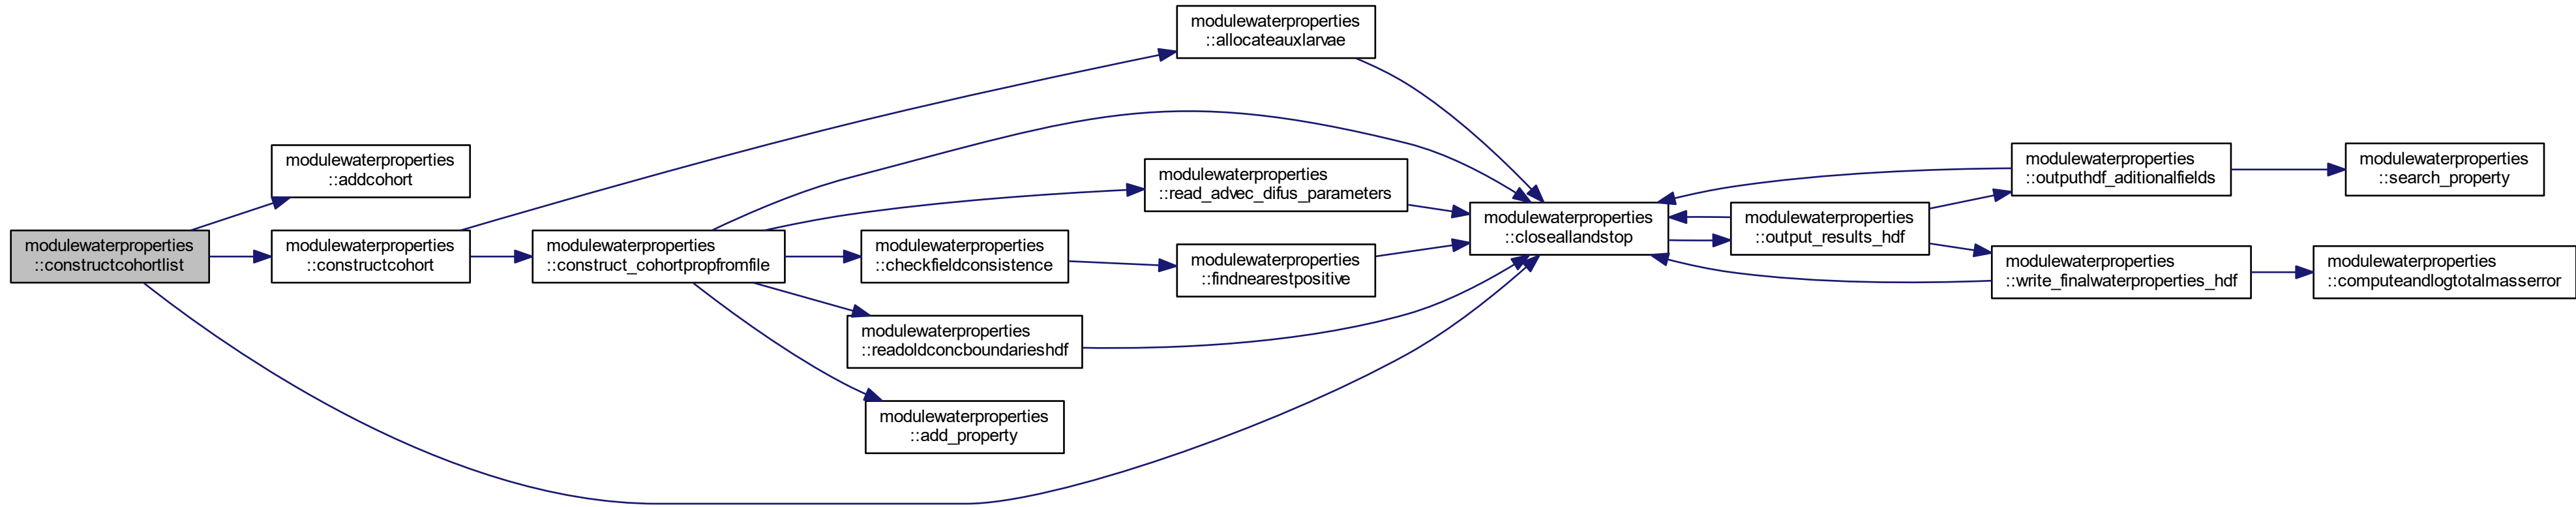 modulewaterproperties
::constructcohortlist
modulewaterproperties
::addcohort
modulewaterproperties
::constructcohort
modulewaterproperties
::construct_cohortpropfromfile
modulewaterproperties
::allocateauxlarvae
modulewaterproperties
::read_advec_difus_parameters
modulewaterproperties
::checkfieldconsistence
modulewaterproperties
::findnearestpositive
modulewaterproperties
::readoldconcboundarieshdf
modulewaterproperties
::add_property
modulewaterproperties
::closeallandstop
modulewaterproperties
::output_results_hdf
modulewaterproperties
::outputhdf_aditionalfields
modulewaterproperties
::search_property
modulewaterproperties
::write_finalwaterproperties_hdf
modulewaterproperties
::computeandlogtotalmasserror